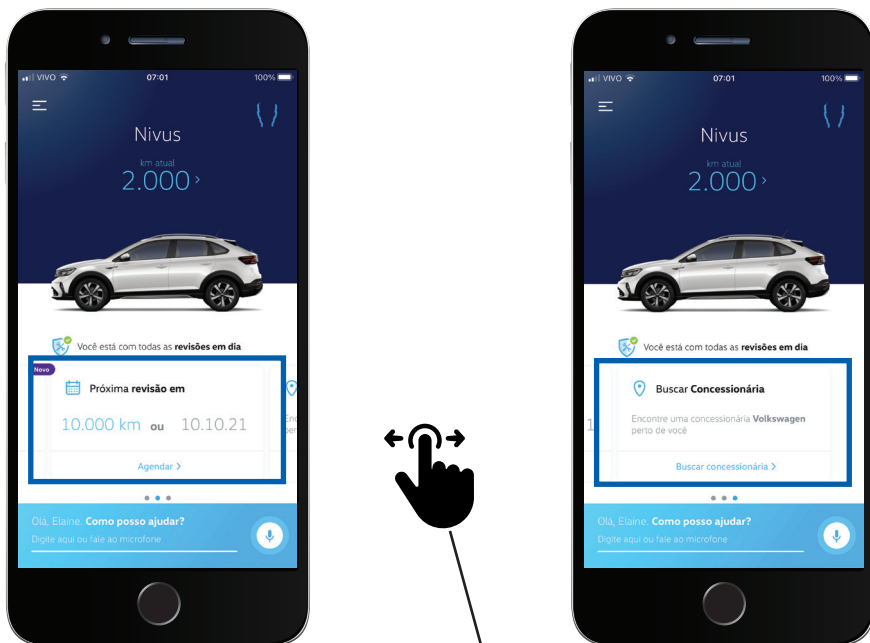 VIVO 07:01 100%
Nivus
km atual
2.000 >
Você está com todas as revisões em dia
Novo
Próxima revisão em
10.000 km ou 10.10.21
Agendar >
Olá, Elaine. Como posso ajudar?
Digite aqui ou fale ao microfone
VIVO 07:01 100%
Nivus
km atual
2.000 >
Você está com todas as revisões em dia
Buscar Concessionária
1
Encontre uma concessionária Volkswagen
perto de você
Buscar concessionária >
Olá, Elaine. Como posso ajudar?
Digite aqui ou fale ao microfone